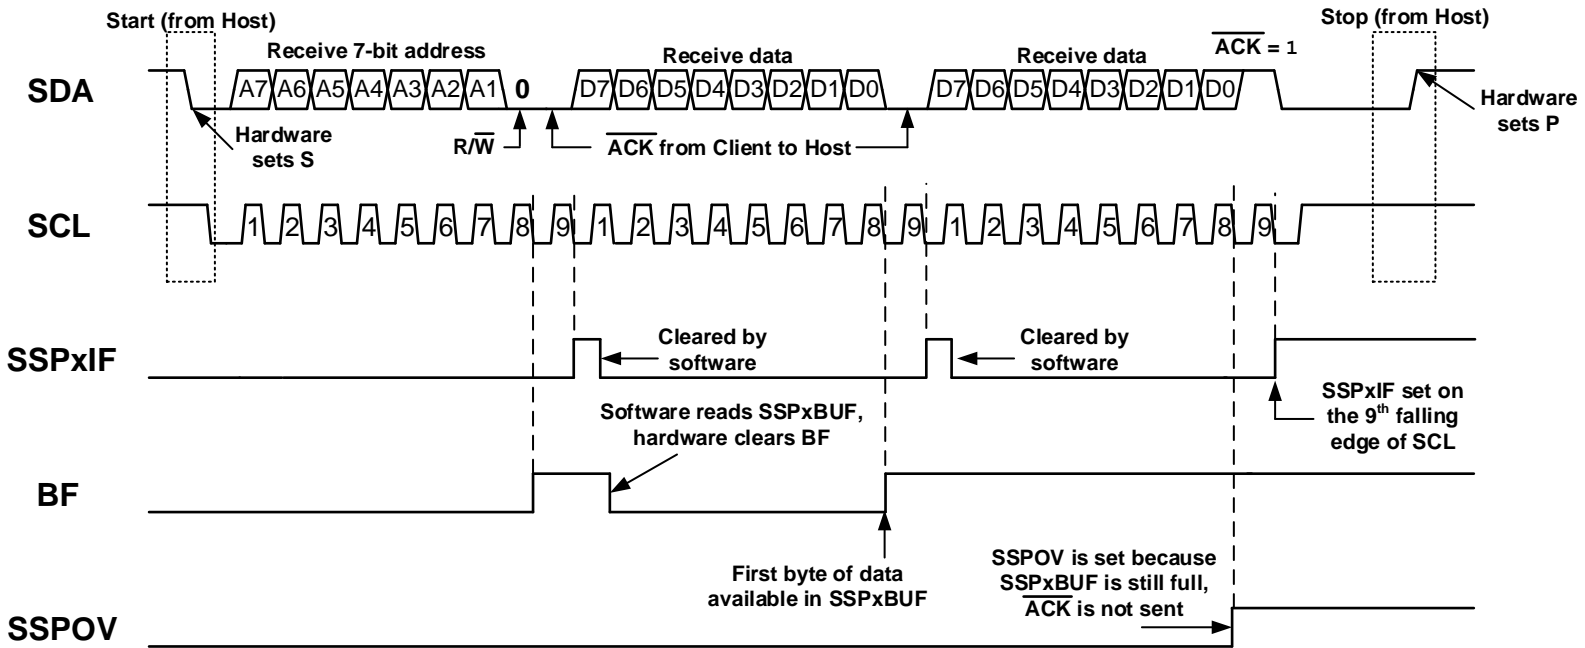 Start (from Host)
Stop (from Host)
Receive 7-bit address
Receive data
Receive data
ACK = 1
SDA
A7 A6 A5 A4 A3 A2 A1 0
D7 D6 D5 D4 D3 D2 D1 D0
D7 D6 D5 D4 D3 D2 D1 D0
Hardware
sets S
R/W
ACK from Client to Host
Hardware
sets P
SCL
1 2 3 4 5 6 7 8 9
1 2 3 4 5 6 7 8 9
1 2 3 4 5 6 7 8 9
SSPxIF
Cleared by
software
Cleared by
software
SSPxIF set on
the 9th falling
edge of SCL
Software reads SSPxBUF,
hardware clears BF
BF
First byte of data
available in SSPxBUF
SSPOV is set because
SSPxBUF is still full,
ACK is not sent
SSPOV